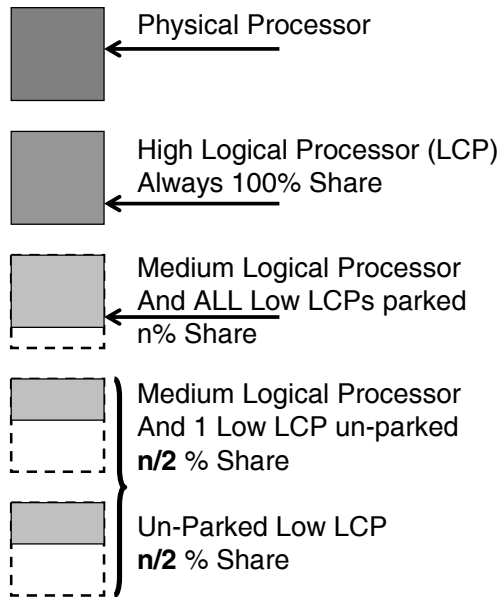 Physical Processor
High Logical Processor (LCP)
Always 100% Share
Medium Logical Processor
And ALL Low LCPs parked
n% Share
Medium Logical Processor
And 1 Low LCP un-parked
n/2 % Share
Un-Parked Low LCP
n/2 % Share